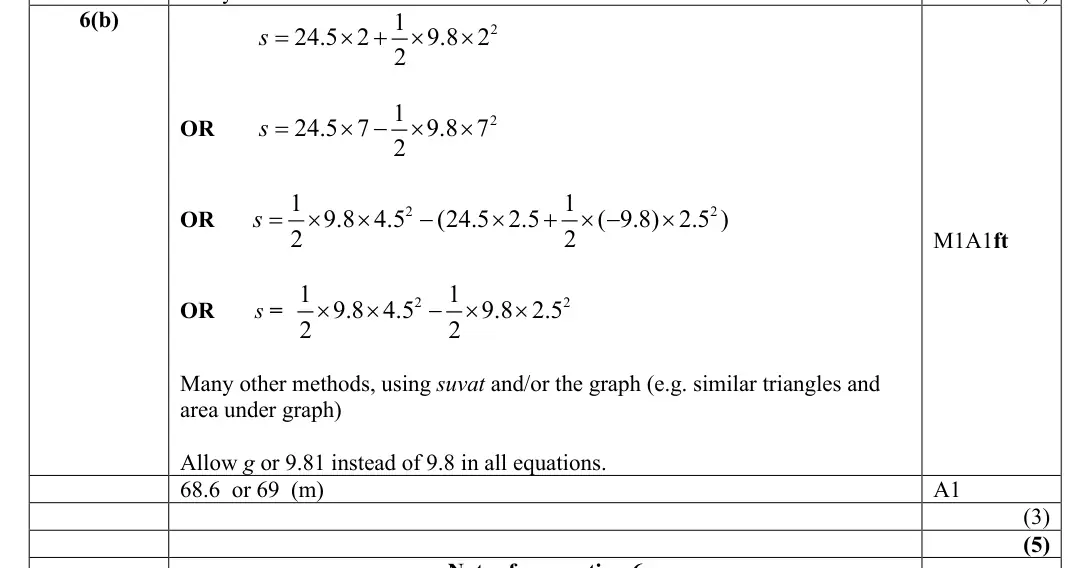 (
6(b)
s = 24.5 × 2 + 1/2 × 9.8 × 2²
OR s = 24.5 × 7 − 1/2 × 9.8 × 7²
OR s = 1/2 × 9.8 × 4.5² − (24.5 × 2.5 + 1/2 × (−9.8) × 2.5²)
M1A1ft
OR s = 1/2 × 9.8 × 4.5² − 1/2 × 9.8 × 2.5²
Many other methods, using suvat and/or the graph (e.g. similar triangles and
area under graph)
Allow g or 9.81 instead of 9.8 in all equations.
68.6 or 69 (m) A1
(3)
(5)